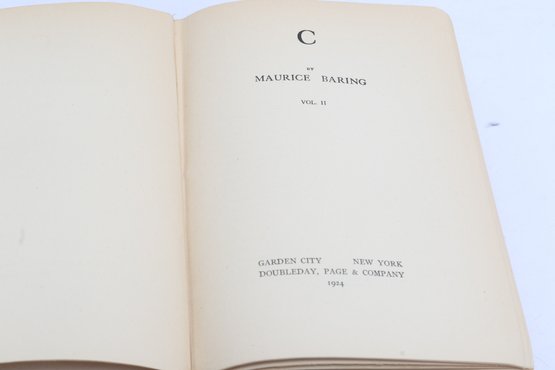 C
BY
MAURICE BARING
VOL. II
GARDEN CITY NEW YORK
DOUBLEDAY, PAGE & COMPANY
1924